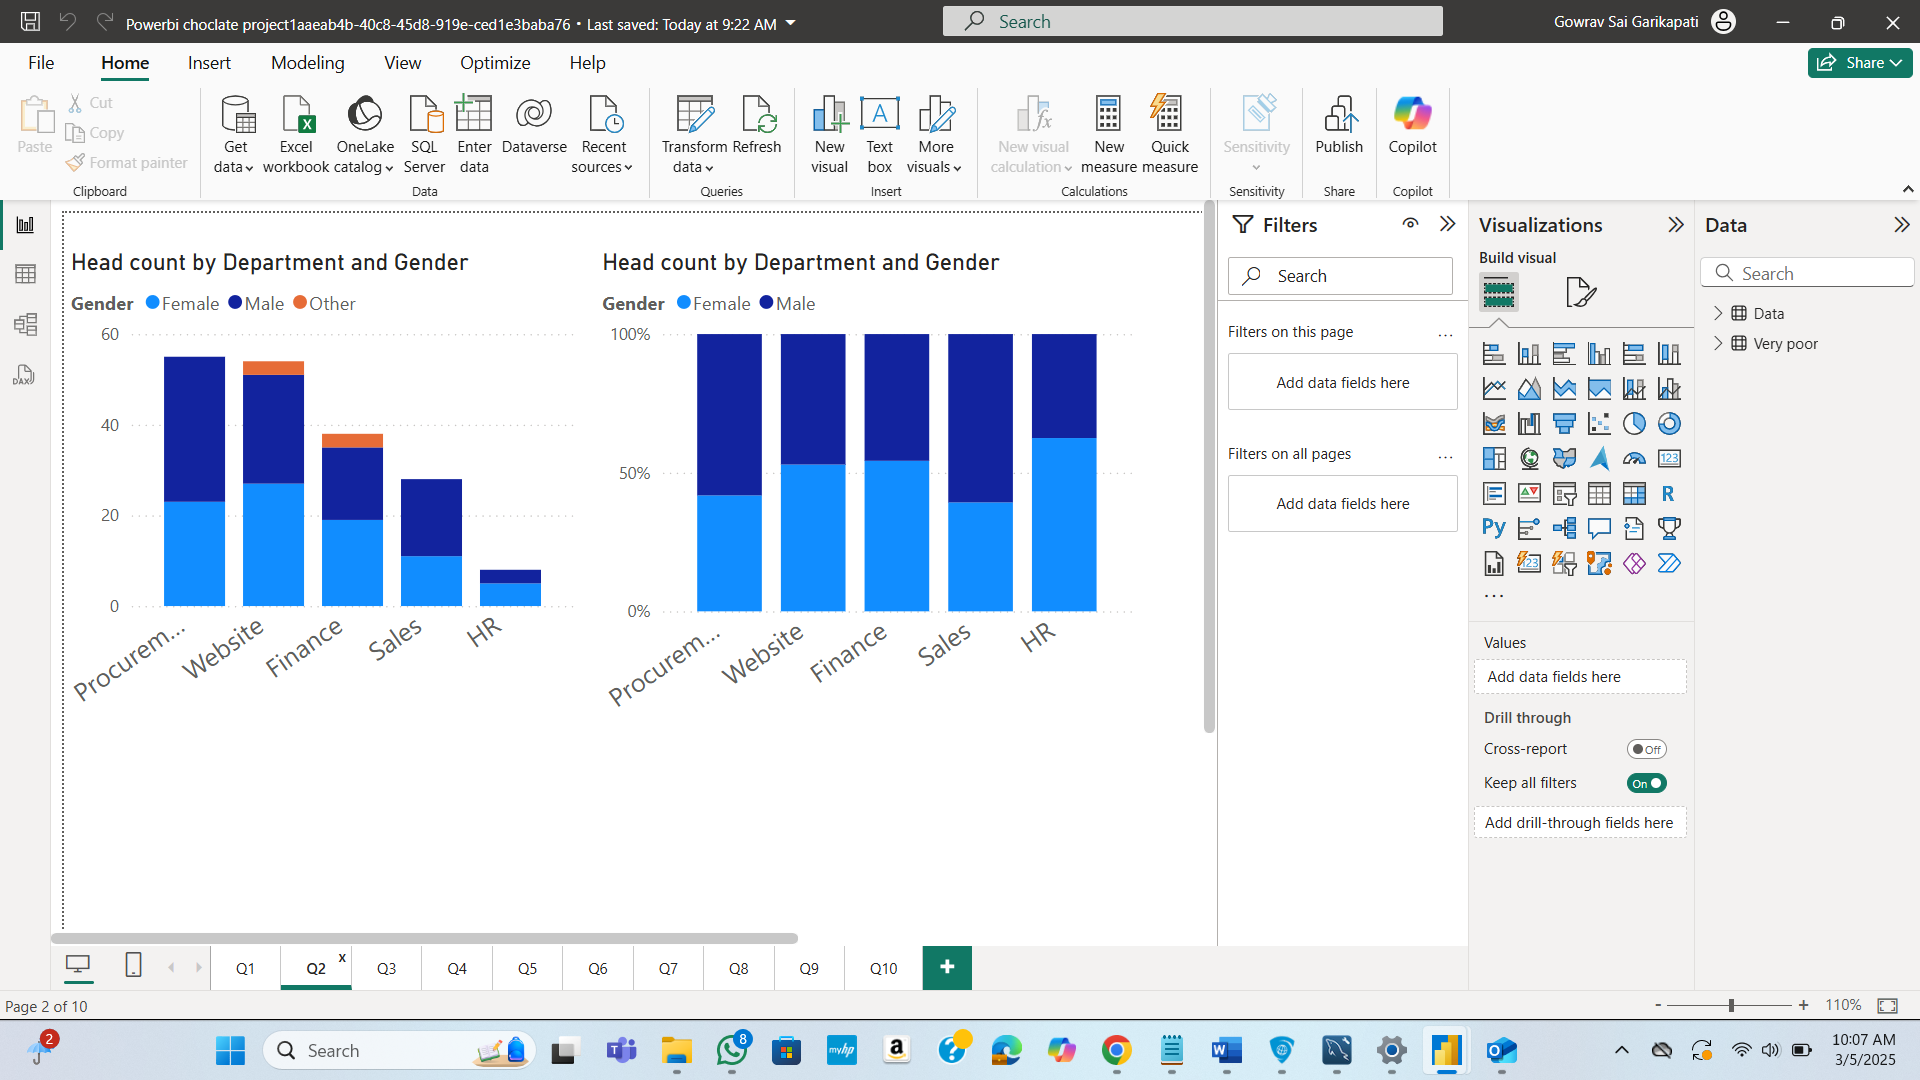 Powerbi choclate project1aaeab4b-40c8-45d8-919e-ced1e3baba76 • Last saved: Today at 9:22 AM
Search
Gowrav Sai Garikapati
File
Home
Insert
Modeling
View
Optimize
Help
Share
Paste
Cut
Copy
Format painter
Clipboard
Get data
Excel workbook
OneLake catalog
SQL Server
Enter data
Dataverse
Recent sources
Data
Transform data
Refresh
Queries
New visual
Text box
More visuals
Insert
New visual calculation
New measure
Quick measure
Calculations
Sensitivity
Sensitivity
Publish
Share
Copilot
Copilot
DAX
Head count by Department and Gender
Gender Female Male Other
60
40
20
0
Procurem...
Website
Finance
Sales
HR
Head count by Department and Gender
Gender Female Male
100%
50%
0%
Procurem...
Website
Finance
Sales
HR
Filters
Search
Filters on this page
...
Add data fields here
Filters on all pages
...
Add data fields here
Visualizations
Build visual
123
R
Py
123
...
Values
Add data fields here
Drill through
Cross-report
Off
Keep all filters
On
Add drill-through fields here
Data
Search
Data
Very poor
Q1
Q2
x
Q3
Q4
Q5
Q6
Q7
Q8
Q9
Q10
+
Page 2 of 10
- + 110%
2
Search
8
myhp
a
10:07 AM
3/5/2025